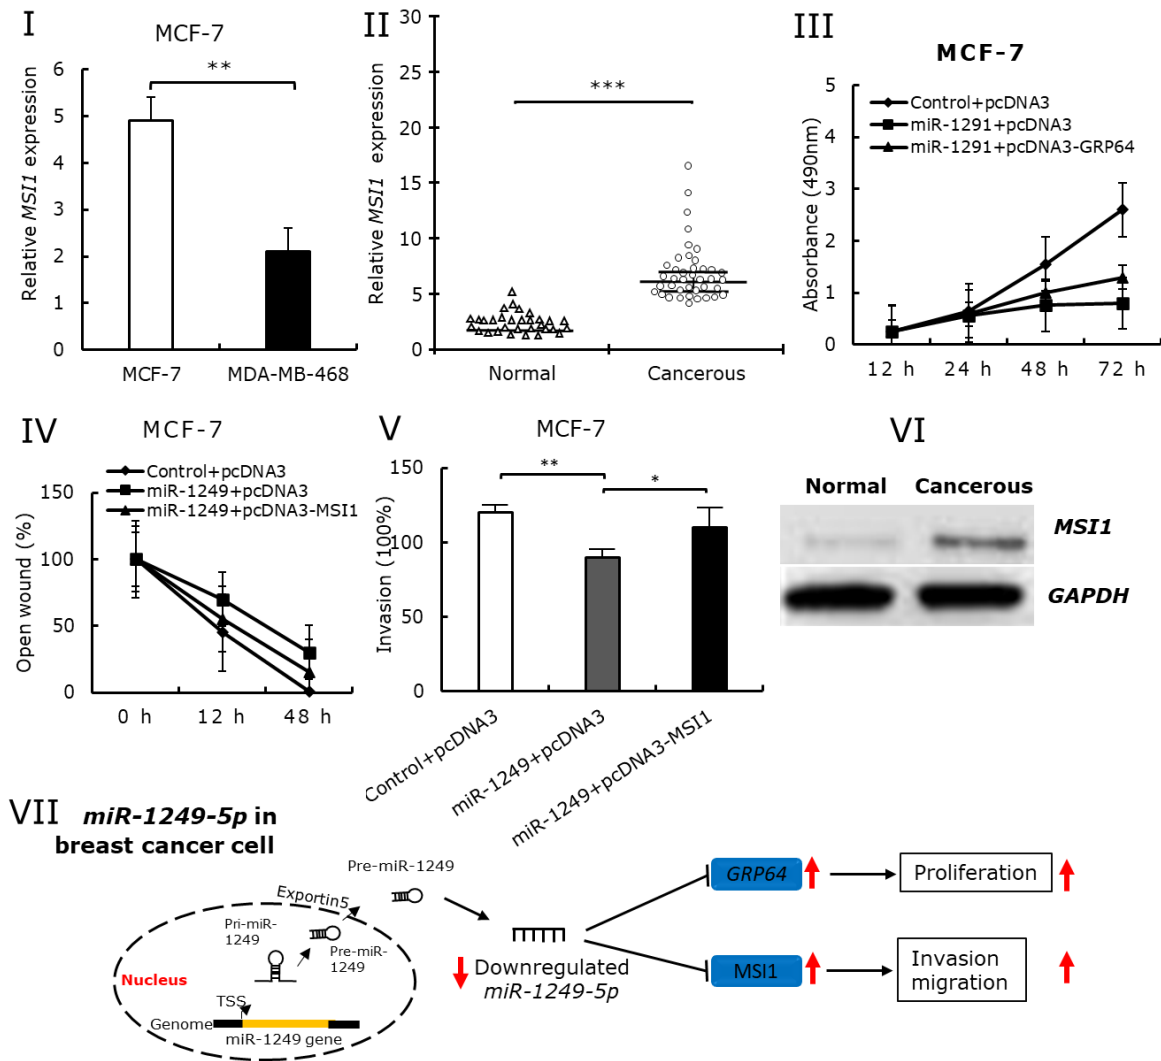 I
MCF-7
**
Relative MSI1 expression
6
5
4
3
2
1
0
MCF-7
MDA-MB-468
II
Relative MSI1 expression
30
25
20
15
10
5
0
***
Normal
Cancerous
III
MCF-7
Control+pcDNA3
miR-1291+pcDNA3
miR-1291+pcDNA3-GRP64
Absorbance (490nm)
5
4
3
2
1
0
12 h
24 h
48 h
72 h
IV
MCF-7
Control+pcDNA3
miR-1249+pcDNA3
miR-1249+pcDNA3-MSI1
Open wound (%)
150
100
50
0
0 h
12 h
48 h
V
MCF-7
Invasion (100%)
150
100
50
0
**
*
Control+pcDNA3
miR-1249+pcDNA3
miR-1249+pcDNA3-MSI1
VI
Normal
Cancerous
MSI1
GAPDH
VII
miR-1249-5p in
breast cancer cell
Pre-miR-1249
Exportin5
Pri-miR-
1249
Pre-miR-
1249
Nucleus
TSS
Genome
miR-1249 gene
Downregulated
miR-1249-5p
GRP64
Proliferation
MSI1
Invasion
migration